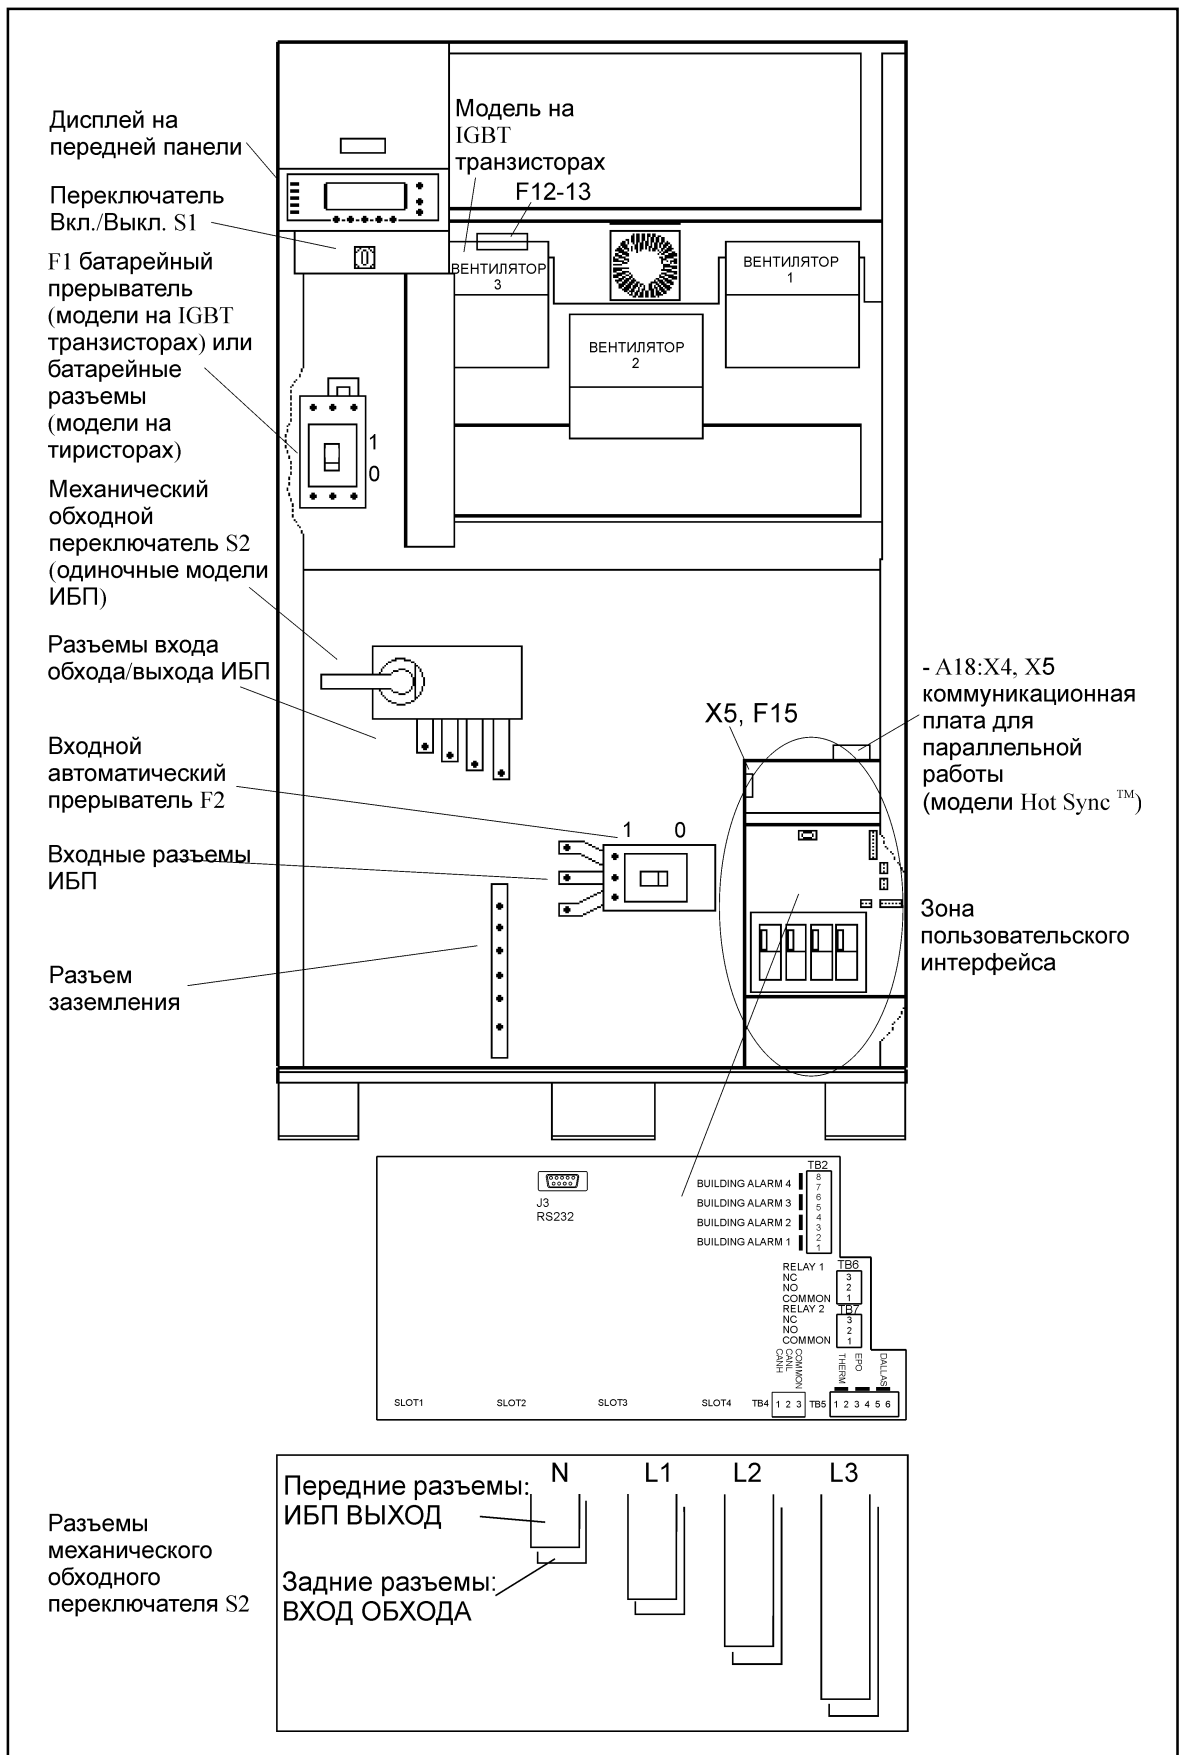 Дисплей на
передней панели
Переключатель
Вкл./Выкл. S1
F1 батарейный
прерыватель
(модели на IGBT
транзисторах) или
батарейные
разъемы
(модели на
тиристорах)
Механический
обходной
переключатель S2
(одиночные модели
ИБП)
Разъемы входа
обхода/выхода ИБП
Входной
автоматический
прерыватель F2
Входные разъемы
ИБП
Разъем
заземления
Модель на
IGBT
транзисторах
F12-13
0
ВЕНТИЛЯТОР
3
ВЕНТИЛЯТОР
2
ВЕНТИЛЯТОР
1
1
0
X5, F15
1 0
- A18:X4, X5
коммуникационная
плата для
параллельной
работы
(модели Hot Sync ™)
Зона
пользовательского
интерфейса
J3
RS232
TB2
BUILDING ALARM 4
BUILDING ALARM 3
BUILDING ALARM 2
BUILDING ALARM 1
8
7
6
5
4
3
2
1
RELAY 1
NC
NO
COMMON
TB6
3
2
1
RELAY 2
NC
NO
COMMON
TB7
3
2
1
CANH
CANL
COMMON
THERM
EPO
DALLAS
SLOT1 SLOT2 SLOT3 SLOT4 TB4 1 2 3 TB5 1 2 3 4 5 6
Разъемы
механического
обходного
переключателя S2
N L1 L2 L3
Передние разъемы:
ИБП ВЫХОД
Задние разъемы:
ВХОД ОБХОДА